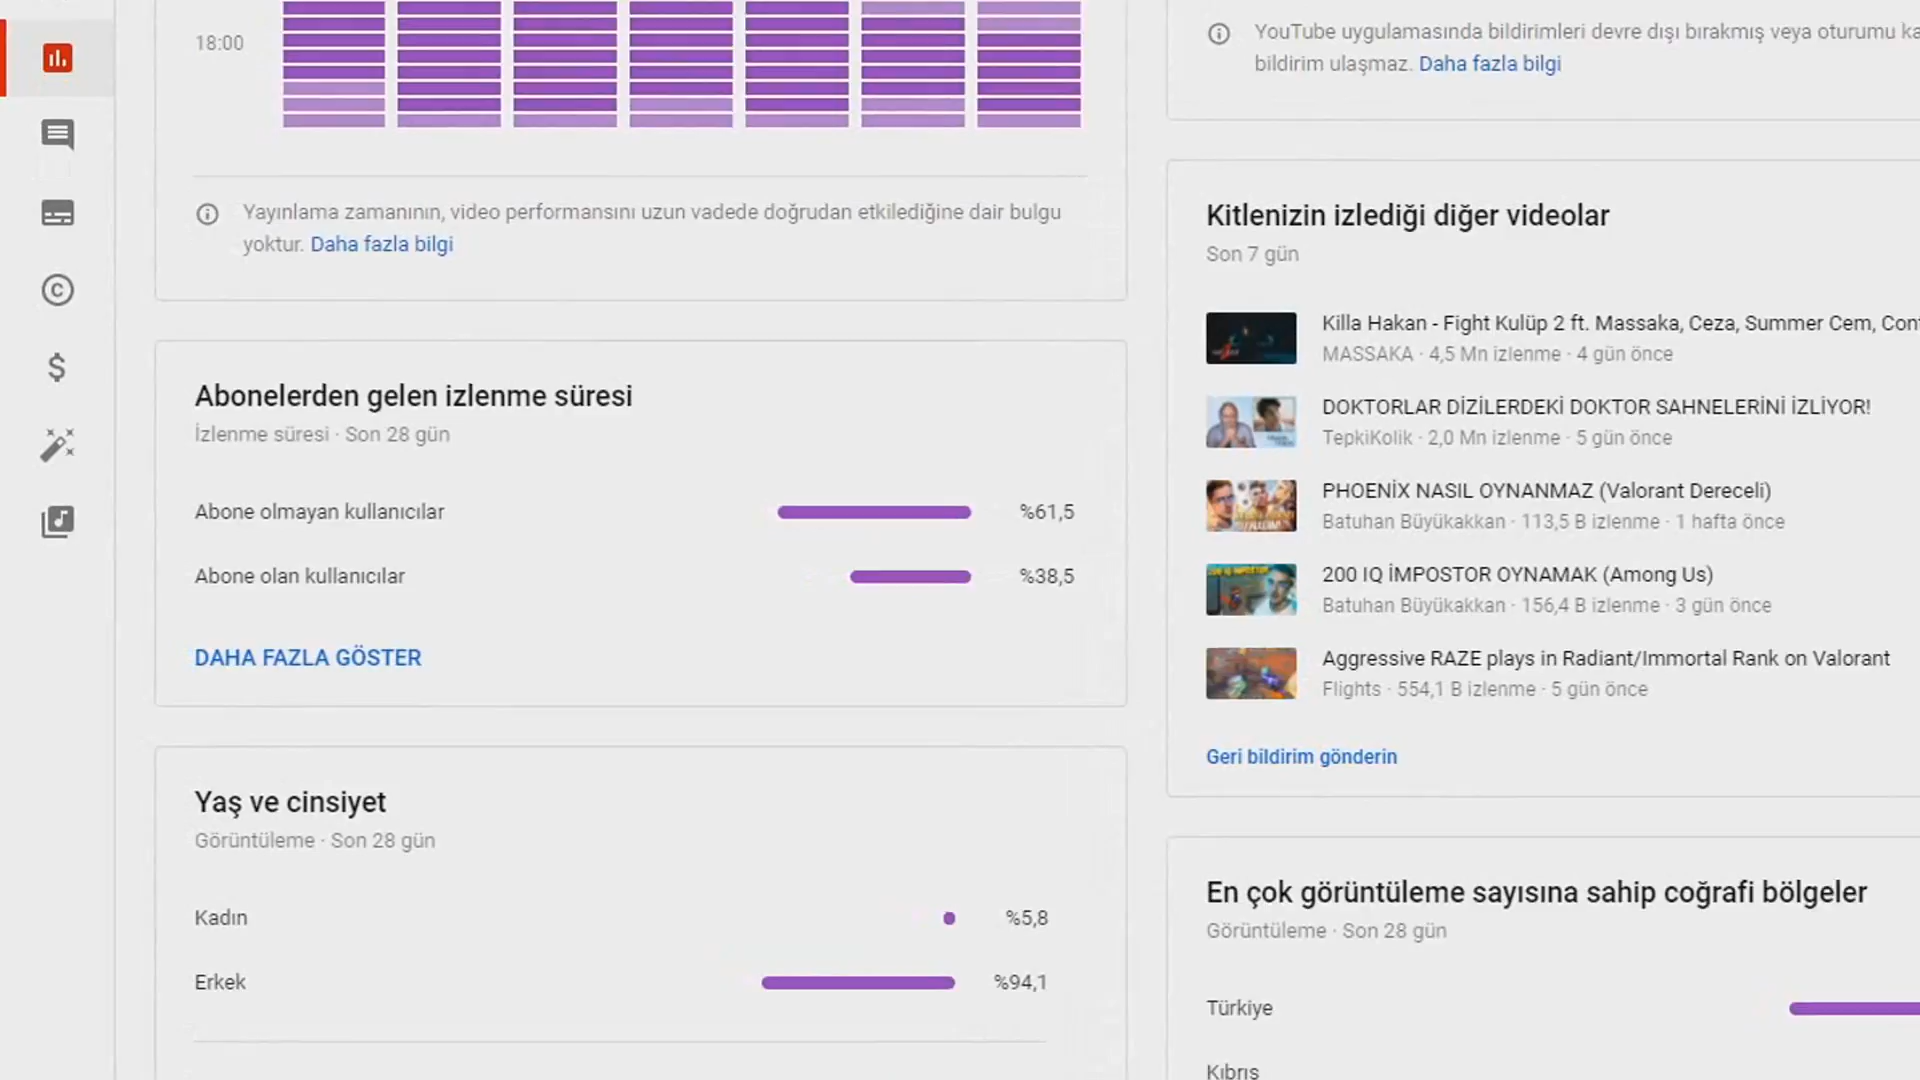 18:00
Yayınlama zamanının, video performansını uzun vadede doğrudan etkilediğine dair bulgu
yoktur. Daha fazla bilgi
Abonelerden gelen izlenme süresi
İzlenme süresi · Son 28 gün
Abone olmayan kullanıcılar %61,5
Abone olan kullanıcılar %38,5
DAHA FAZLA GÖSTER
Yaş ve cinsiyet
Görüntüleme · Son 28 gün
Kadın %5,8
Erkek %94,1
YouTube uygulamasında bildirimleri devre dışı bırakmış veya oturumu
bildirim ulaşmaz. Daha fazla bilgi
Kitlenizin izlediği diğer videolar
Son 7 gün
Killa Hakan - Fight Kulüp 2 ft. Massaka, Ceza, Summer Cem,
MASSAKA · 4,5 Mn izlenme · 4 gün önce
DOKTORLAR DİZİLERDEKİ DOKTOR SAHNELERİNİ İZLİYOR!
TepkiKolik · 2,0 Mn izlenme · 5 gün önce
PHOENİX NASIL OYNANMAZ (Valorant Dereceli)
Batuhan Büyükakkan · 113,5 B izlenme · 1 hafta önce
200 IQ İMPOSTOR OYNAMAK (Among Us)
Batuhan Büyükakkan · 156,4 B izlenme · 3 gün önce
Aggressive RAZE plays in Radiant/Immortal Rank on Valorant
Flights · 554,1 B izlenme · 5 gün önce
Geri bildirim gönderin
En çok görüntüleme sayısına sahip coğrafi bölgeler
Görüntüleme · Son 28 gün
Türkiye
Kıbrıs